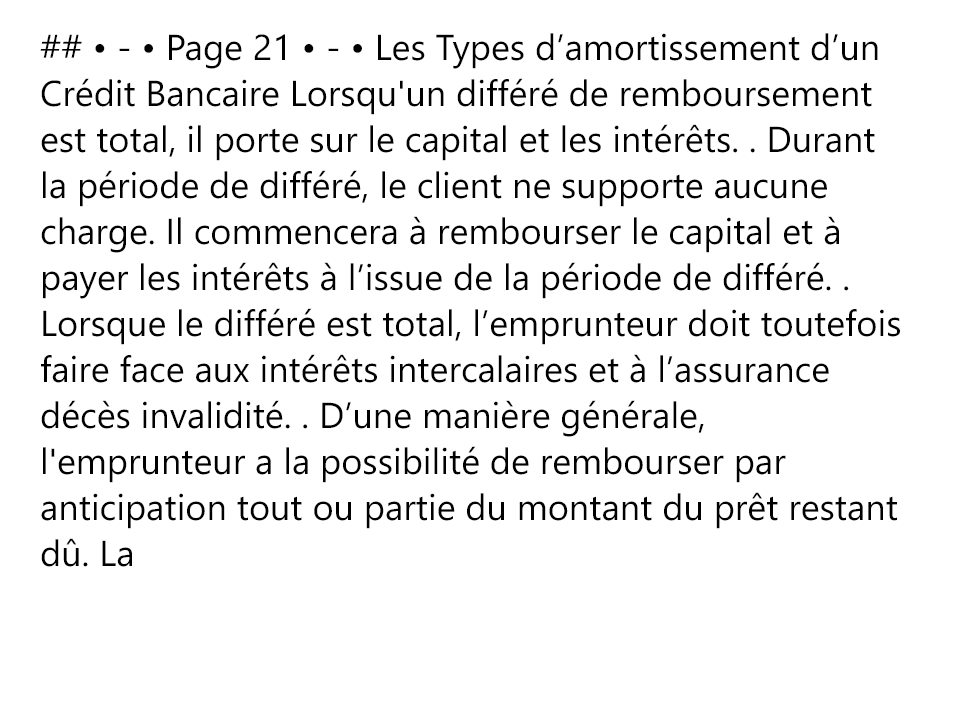 ## • - • Page 21 • - • Les Types d’amortissement d’un
Crédit Bancaire Lorsqu'un différé de remboursement
est total, il porte sur le capital et les intérêts. . Durant
la période de différé, le client ne supporte aucune
charge. Il commencera à rembourser le capital et à
payer les intérêts à l’issue de la période de différé. .
Lorsque le différé est total, l’emprunteur doit toutefois
faire face aux intérêts intercalaires et à l’assurance
décès invalidité. . D’une manière générale,
l'emprunteur a la possibilité de rembourser par
anticipation tout ou partie du montant du prêt restant
dû. La